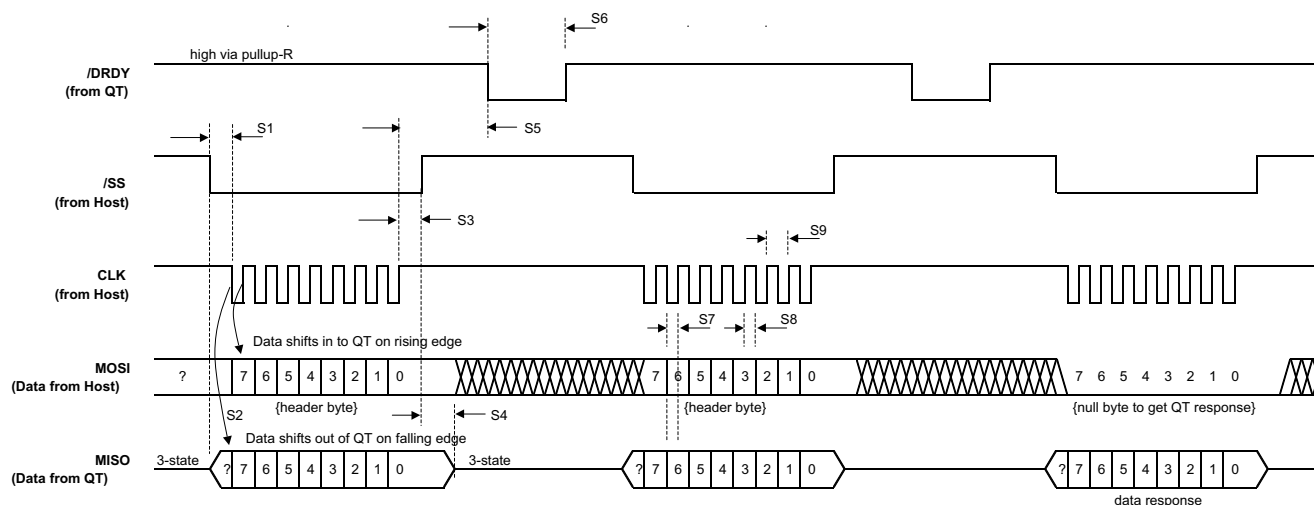 S6
high via pullup-R
/DRDY
(from QT)
S1
S5
/SS
(from Host)
S3
S9
CLK
(from Host)
S7
S8
Data shifts in to QT on rising edge
MOSI
(Data from Host)
? 7 6 5 4 3 2 1 0
7 6 5 4 3 2 1 0
7 6 5 4 3 2 1 0
{header byte}
{header byte}
{null byte to get QT response}
S2
S4
Data shifts out of QT on falling edge
MISO
(Data from QT)
3-state
? 7 6 5 4 3 2 1 0
3-state
? 7 6 5 4 3 2 1 0
? 7 6 5 4 3 2 1 0
data response